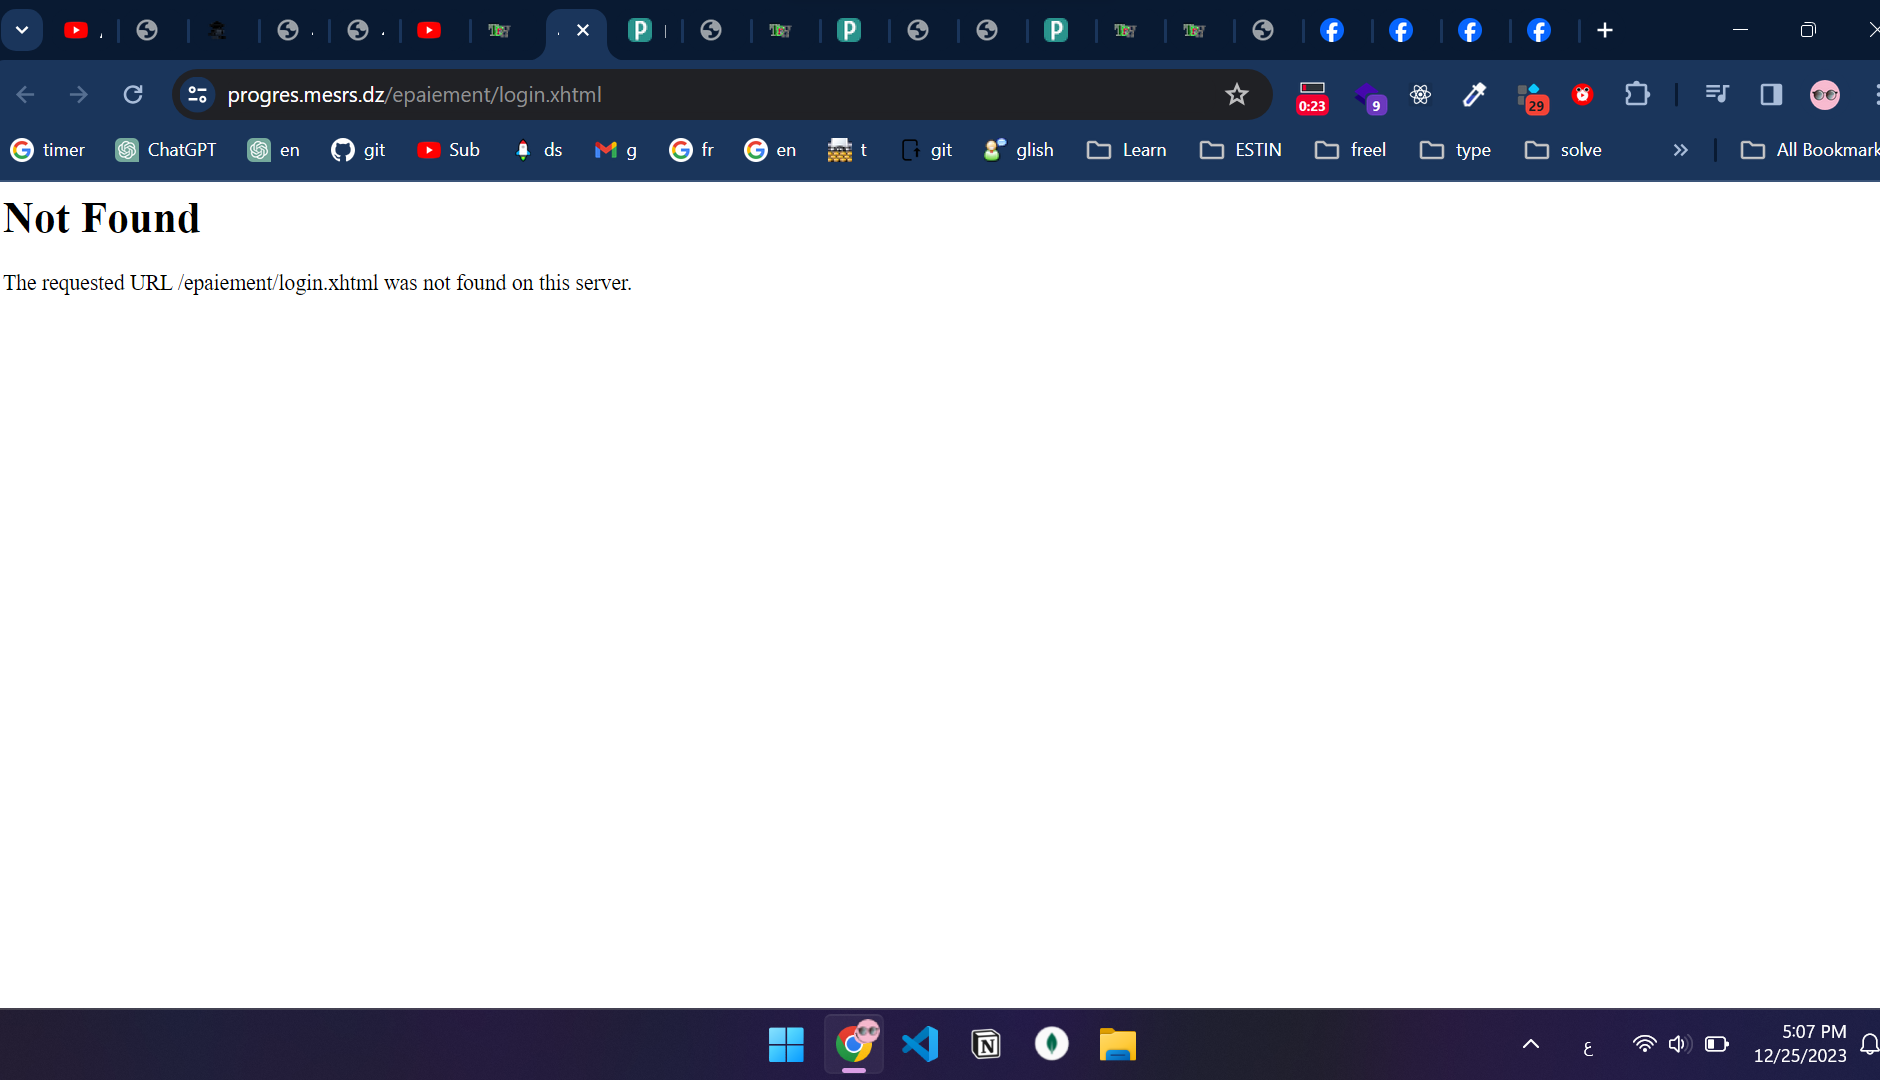 progres.mesrs.dz/epaiement/login.xhtml
0:23
9
29
timer
ChatGPT
en
git
Sub
ds
g
fr
en
t
git
glish
Learn
ESTIN
freel
type
solve
»
All Bookmark
Not Found
The requested URL /epaiement/login.xhtml was not found on this server.
ع
5:07 PM
12/25/2023